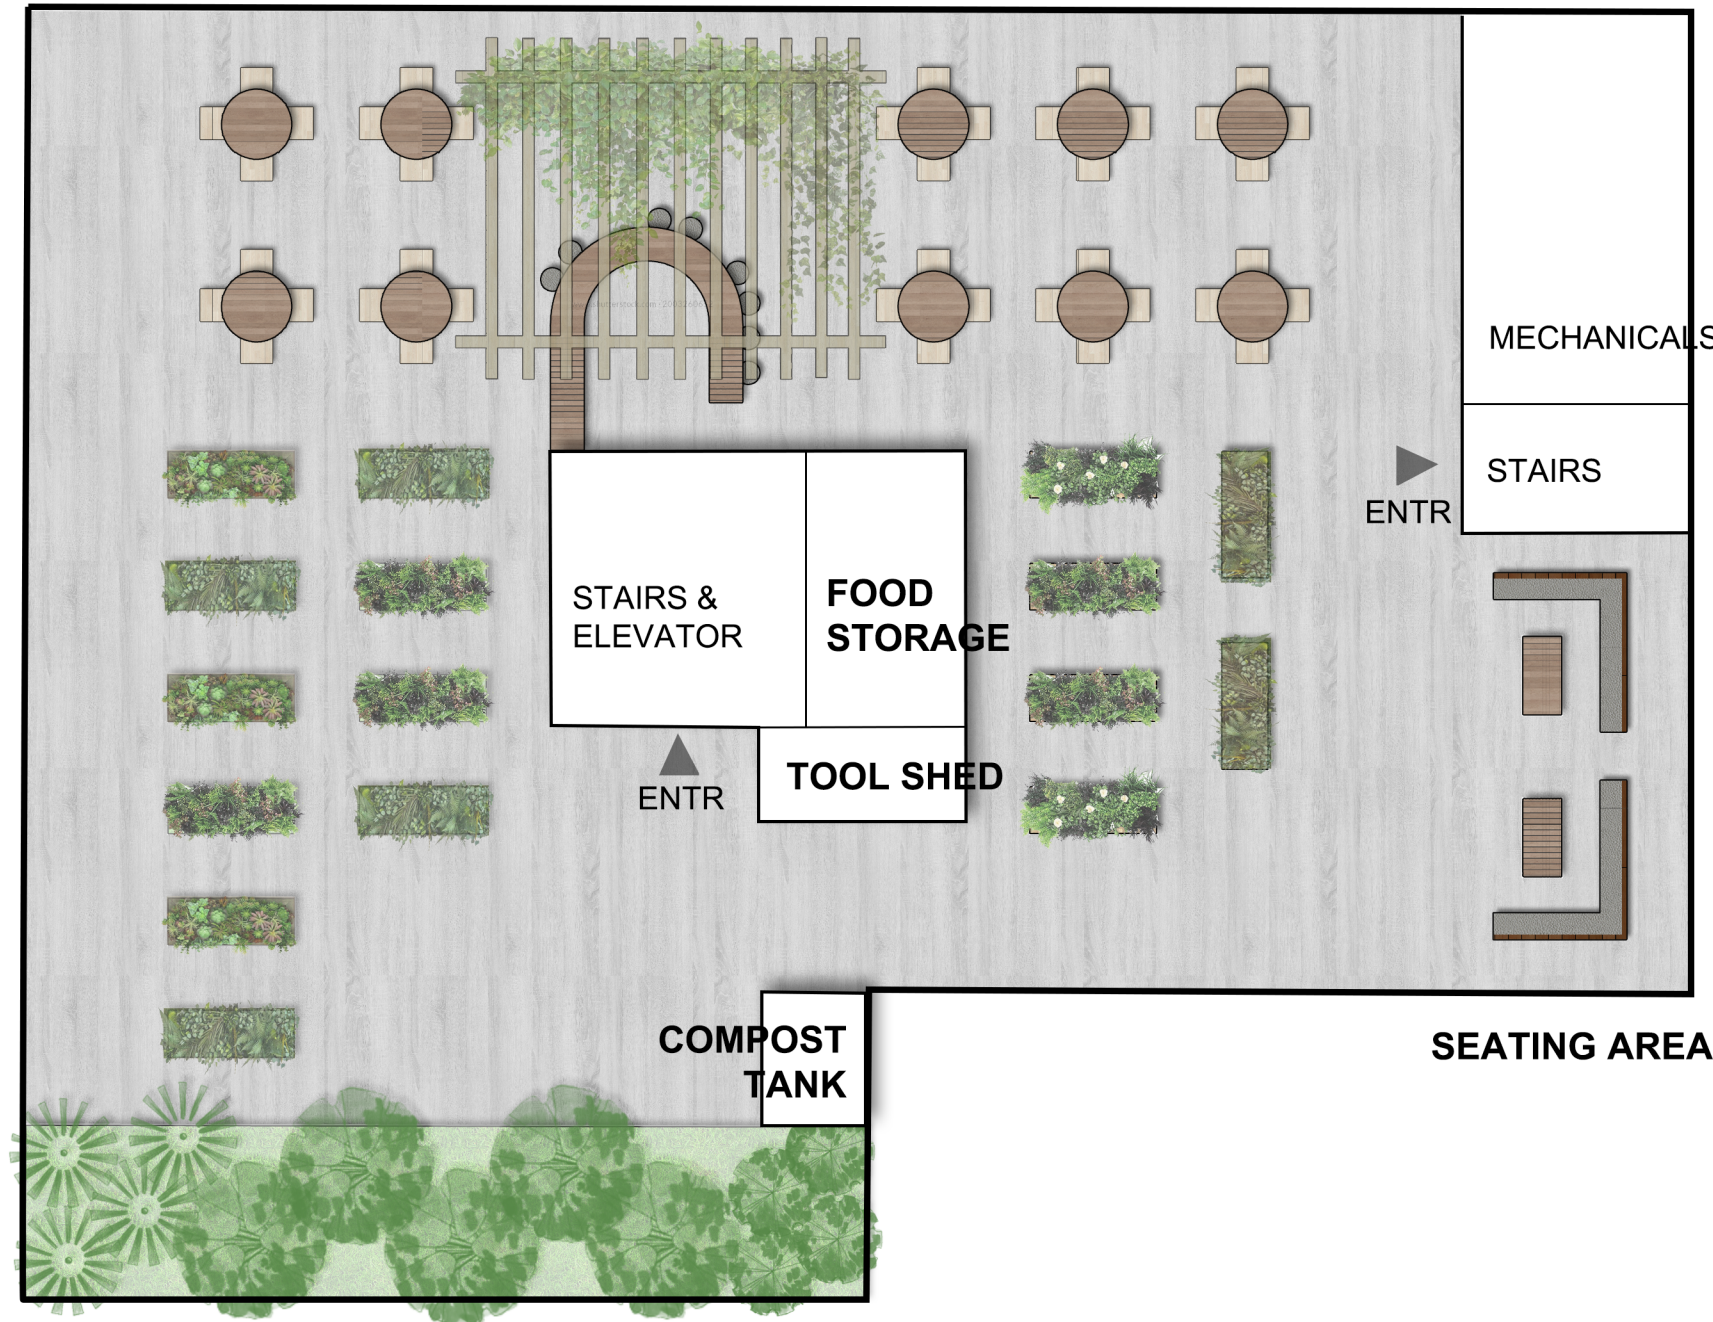 MECHANICALS
STAIRS
ENTR
STAIRS &
ELEVATOR
FOOD
STORAGE
TOOL SHED
ENTR
COMPOST
TANK
SEATING AREA